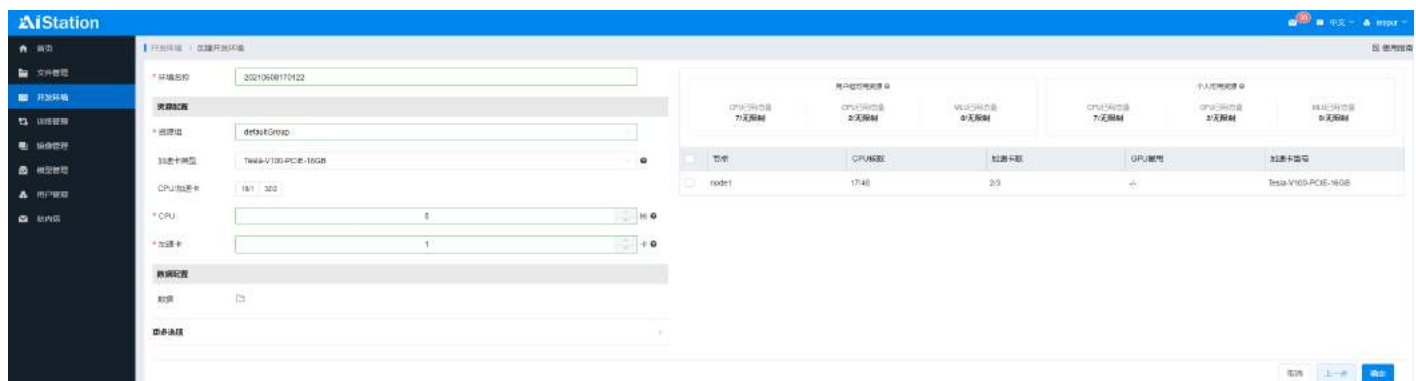 AiStation
30
中文
inspur
首页
开发环境 / 创建开发环境
使用指南
文件管理
开发环境
训练管理
镜像管理
模型管理
用户管理
站内信
* 环境名称
20210608170122
资源配置
* 资源组
defaultGroup
加速卡类型
Tesla-V100-PCIE-16GB
CPU/加速卡
16/1 32/2
* CPU
* 加速卡
1
卡
数据配置
数据
更多选项
用户组可用资源
个人可用资源
CPU已用/总量
GPU已用/总量
MLU已用/总量
CPU已用/总量
GPU已用/总量
MLU已用/总量
7/无限制
2/无限制
0/无限制
7/无限制
2/无限制
0/无限制
节点
CPU核数
加速卡数
加速卡型号
node1
17/48
2/3
-/-
Tesla-V100-PCIE-16GB
取消
上一步
确定